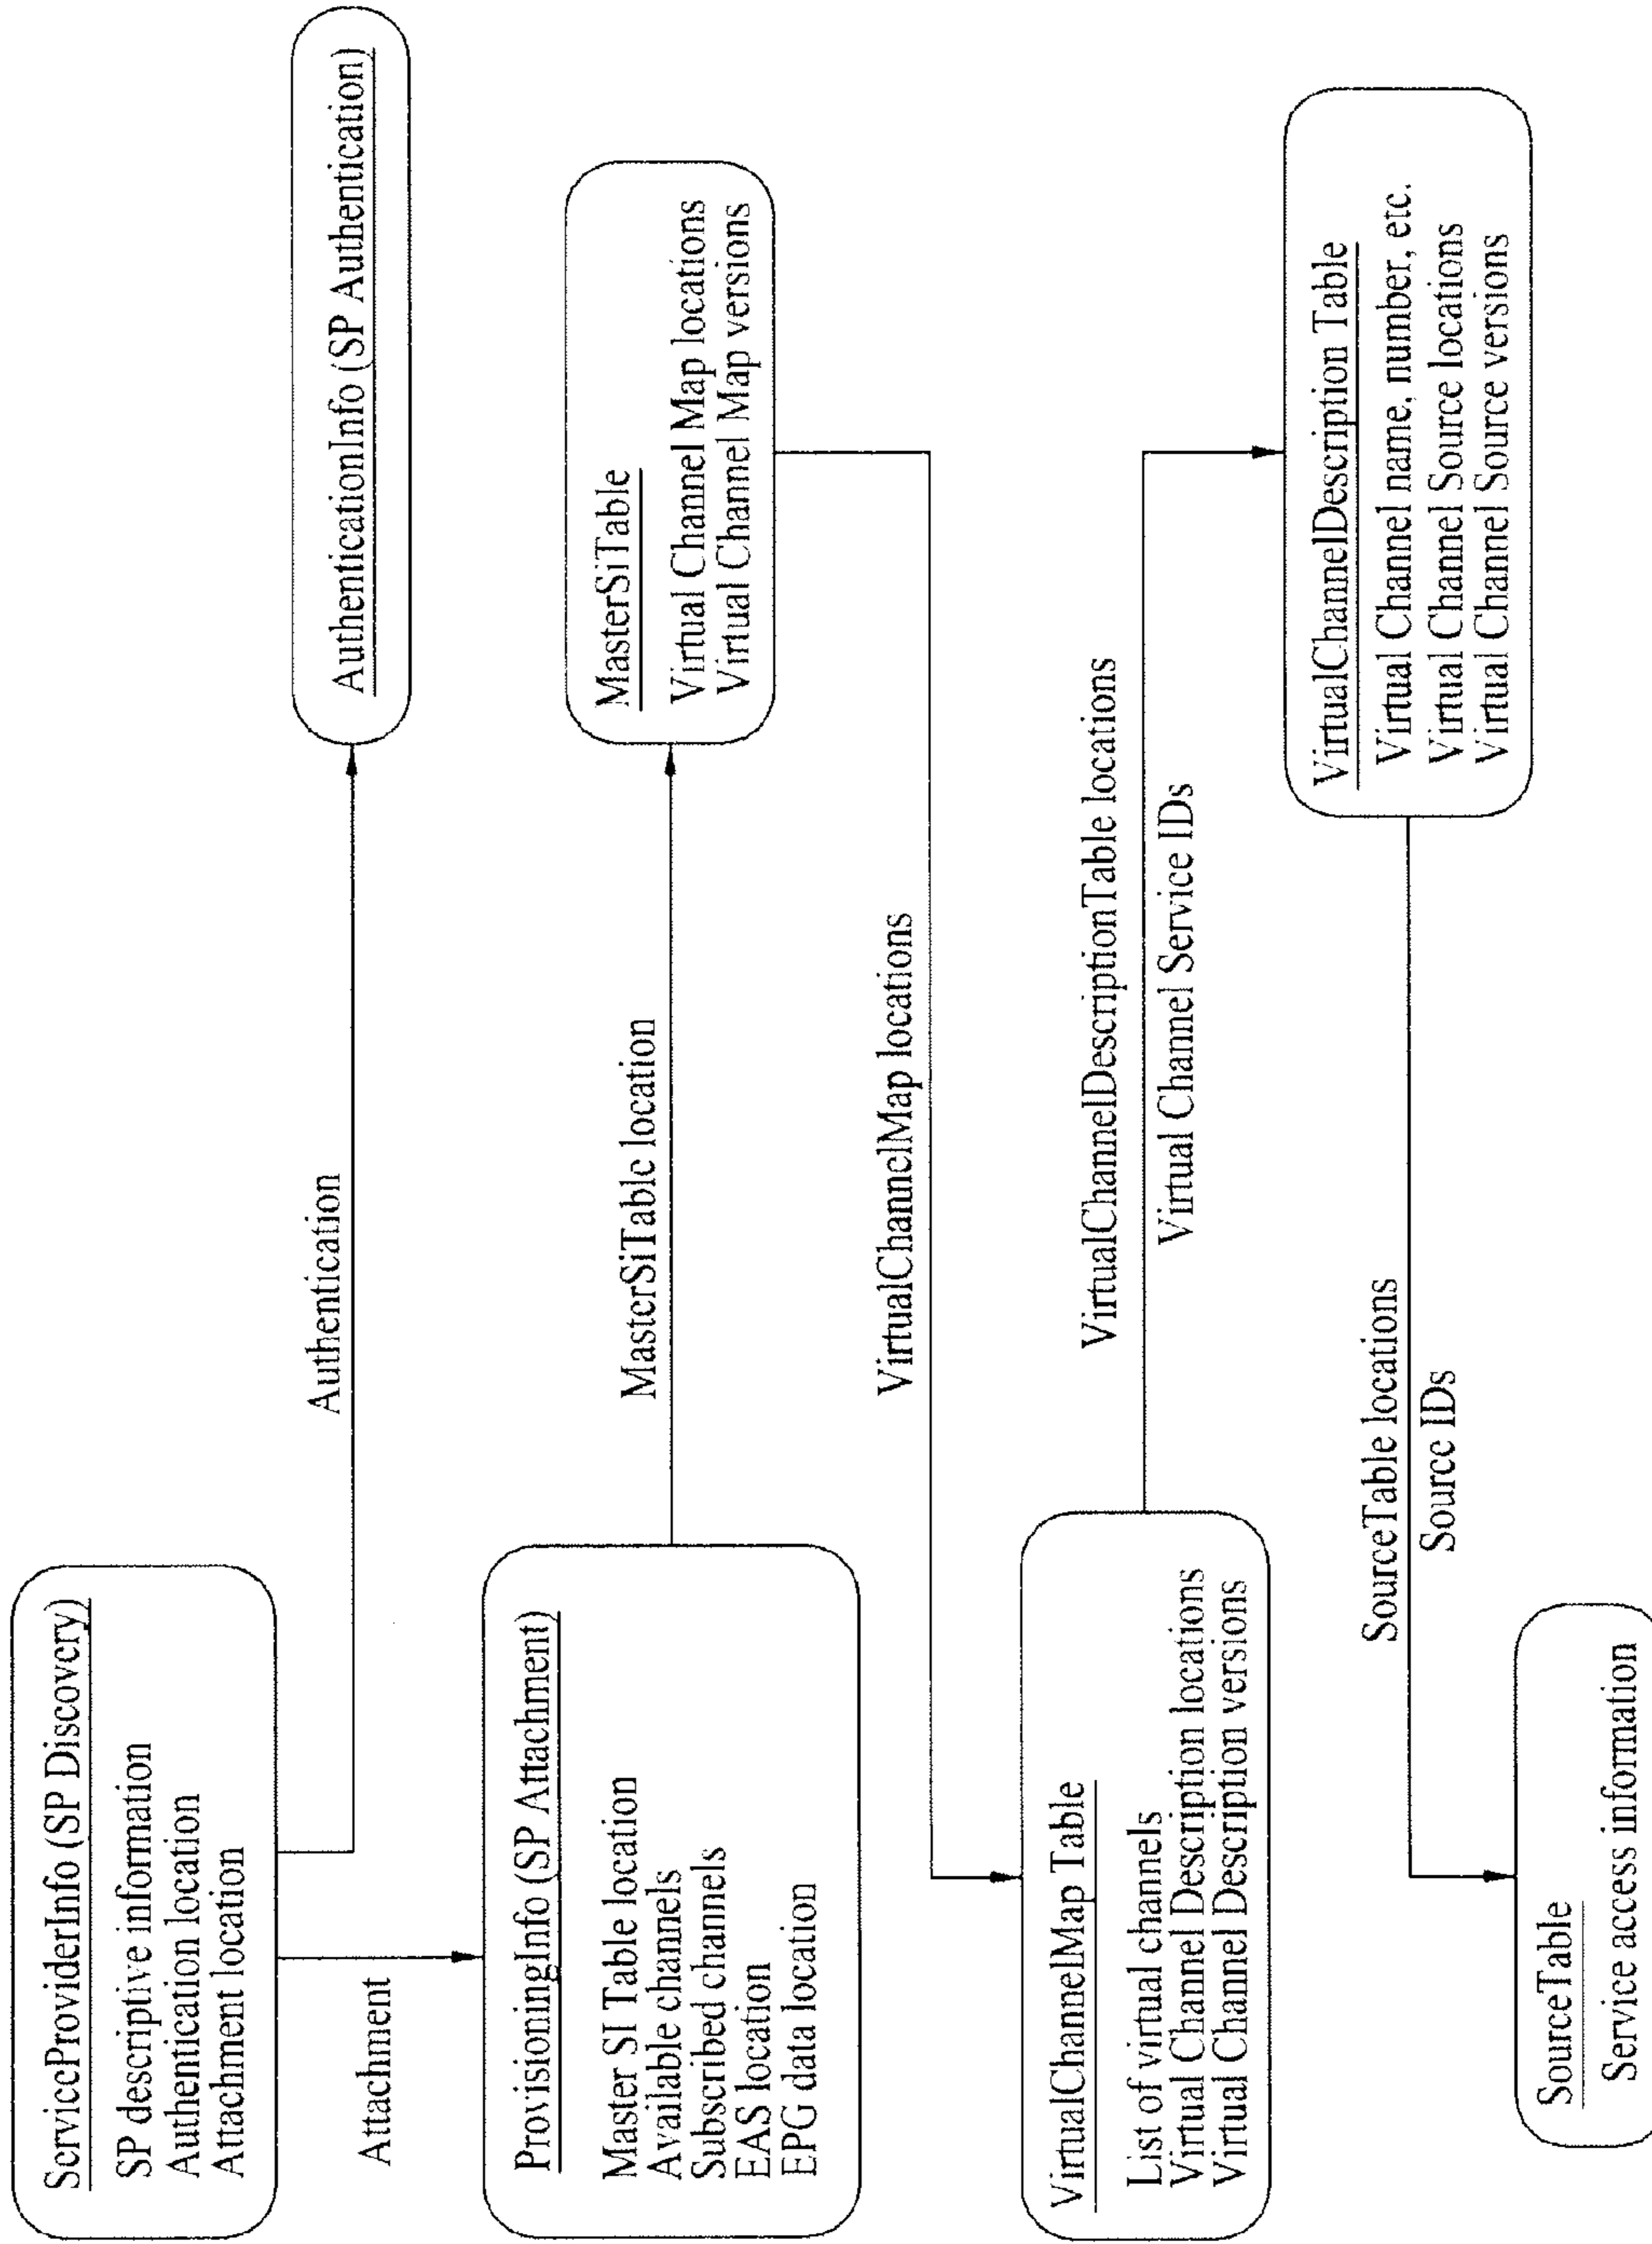 ServiceProviderInfo (SP Discovery)
SP descriptive information
Authentication location
Attachment location
Authentication
AuthenticationInfo (SP Authentication)
Attachment
ProvisioningInfo (SP Attachment)
Master SI Table location
Available channels
Subscribed channels
EAS location
EPG data location
MasterSiTable location
MasterSiTable
Virtual Channel Map locations
Virtual Channel Map versions
VirtualChannelMap locations
VirtualChannelMap Table
List of virtual channels
Virtual Channel Description locations
Virtual Channel Description versions
VirtualChannelDescriptionTable locations
Virtual Channel Service IDs
VirtualChannelDescription Table
Virtual Channel name, number, etc.
Virtual Channel Source locations
Virtual Channel Source versions
SourceTable locations
Source IDs
SourceTable
Service access information